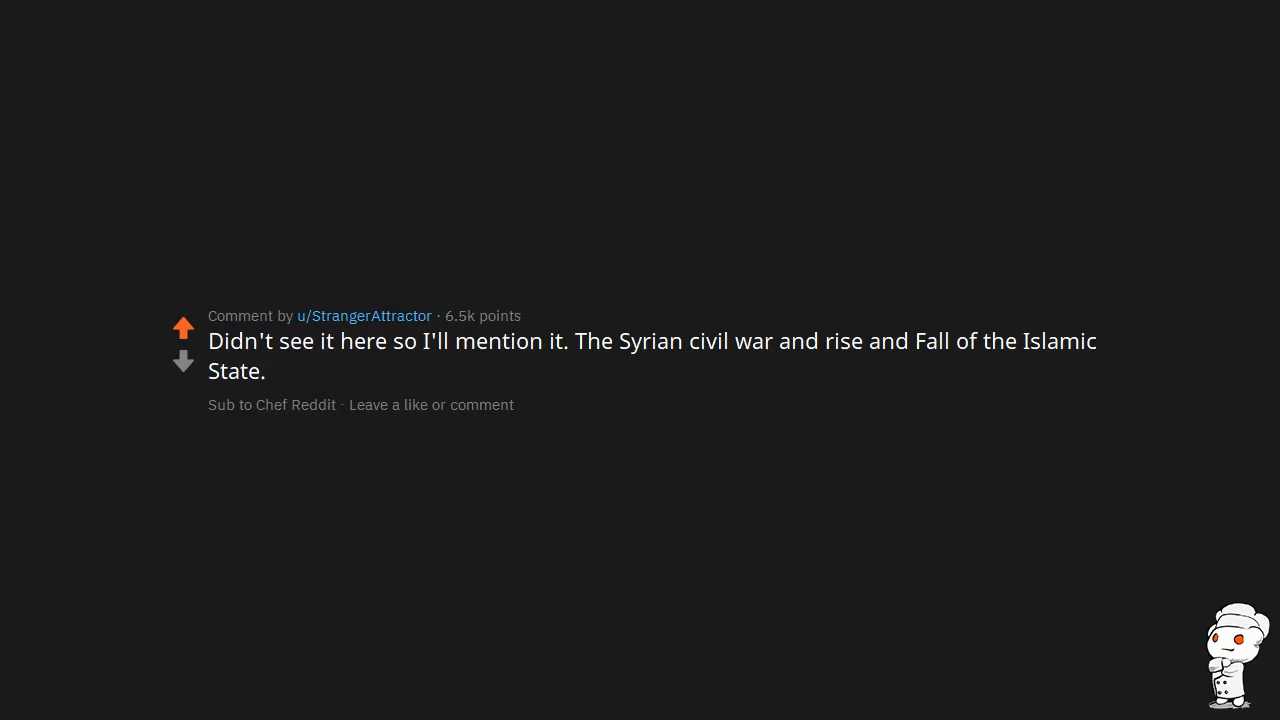 Comment by u/StrangerAttractor · 6.5k points
Didn't see it here so I'll mention it. The Syrian civil war and rise and Fall of the Islamic
State.
Sub to Chef Reddit · Leave a like or comment